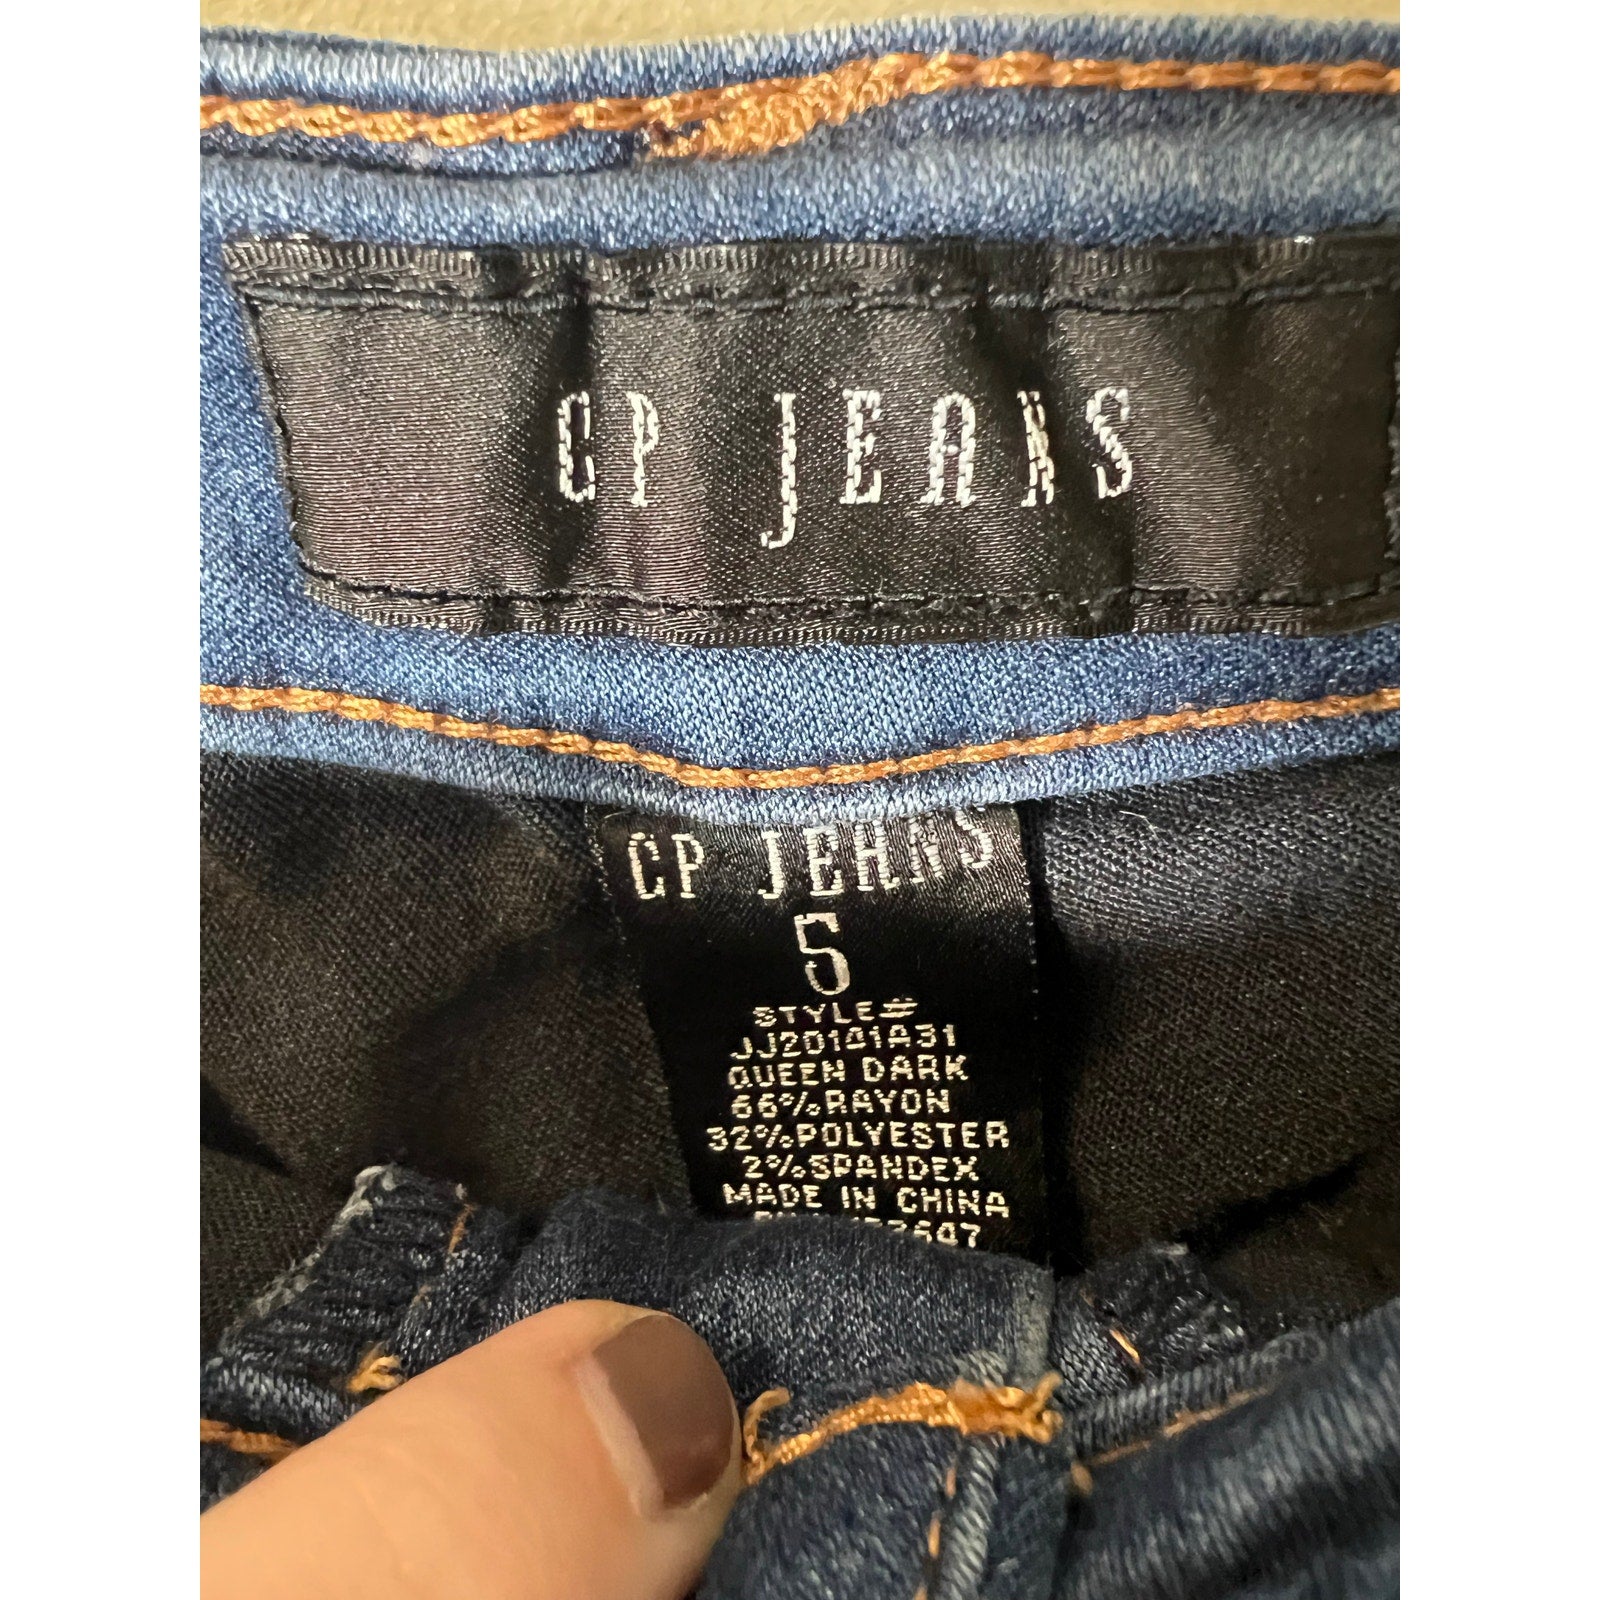 CP JEANS
CP JEANS
5
STYLE#
JJ20141A31
QUEEN DARK
66%RAYON
32%POLYESTER
2%SPANDEX
MADE IN CHINA